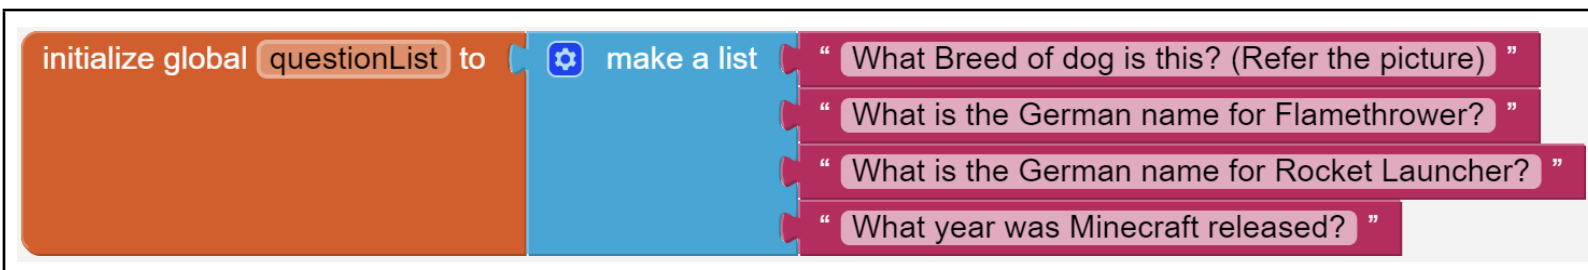 initialize global questionList to make a list “ What Breed of dog is this? (Refer the picture) ”
“ What is the German name for Flamethrower? ”
“ What is the German name for Rocket Launcher? ”
“ What year was Minecraft released? ”